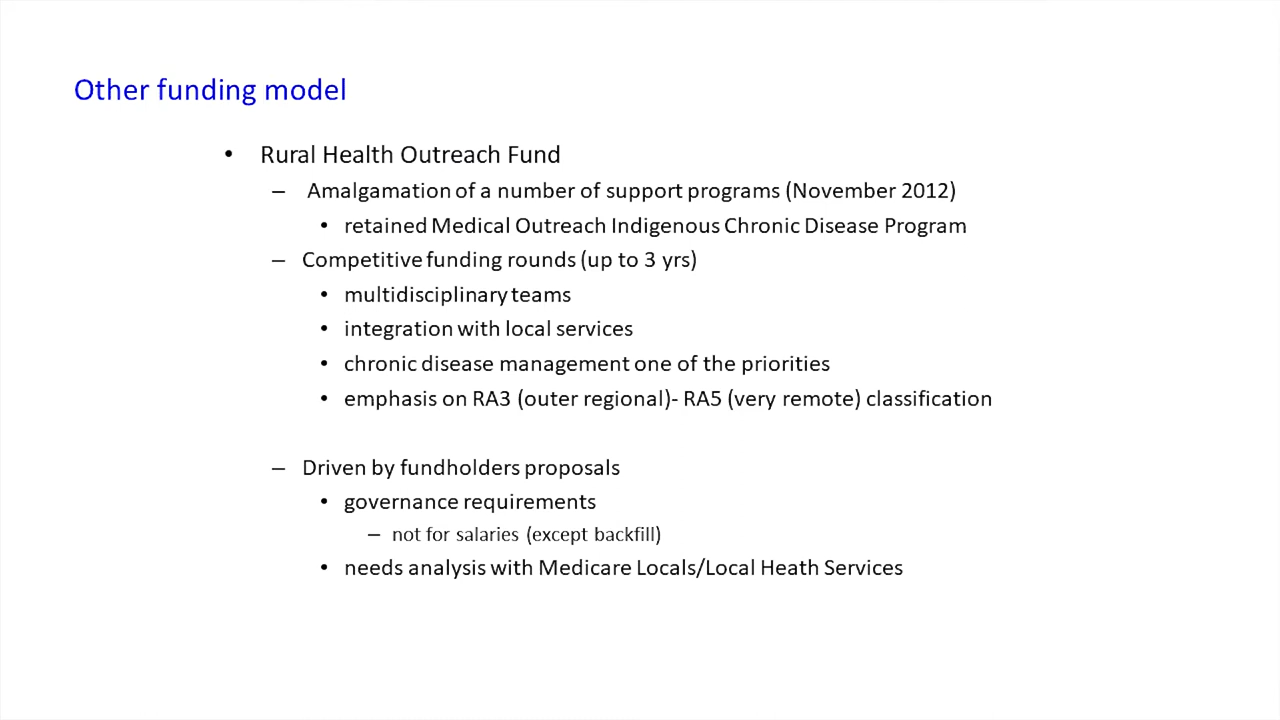 Other funding model
• Rural Health Outreach Fund
– Amalgamation of a number of support programs (November 2012)
• retained Medical Outreach Indigenous Chronic Disease Program
– Competitive funding rounds (up to 3 yrs)
• multidisciplinary teams
• integration with local services
• chronic disease management one of the priorities
• emphasis on RA3 (outer regional)- RA5 (very remote) classification
– Driven by fundholders proposals
• governance requirements
– not for salaries (except backfill)
• needs analysis with Medicare Locals/Local Heath Services